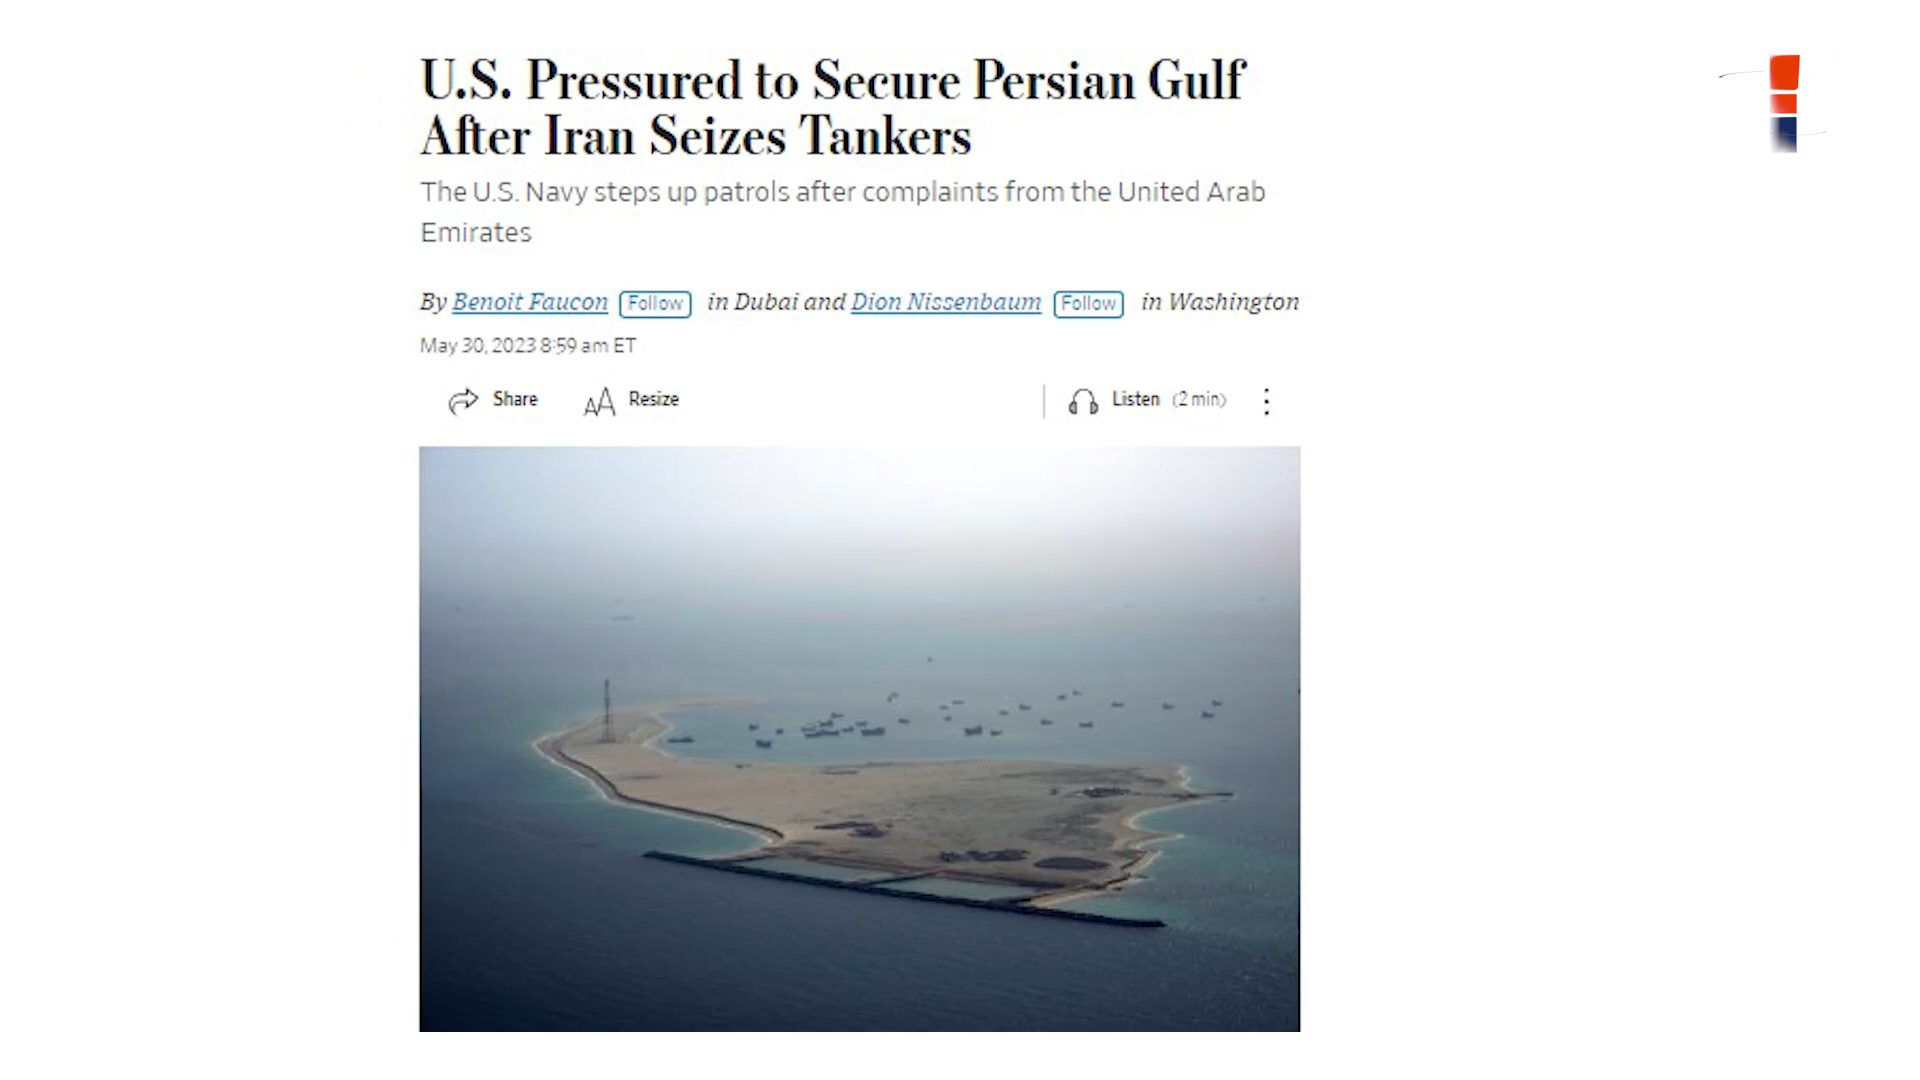 U.S. Pressured to Secure Persian Gulf
After Iran Seizes Tankers
The U.S. Navy steps up patrols after complaints from the United Arab
Emirates
By Benoit Faucon Follow in Dubai and Dion Nissenbaum Follow in Washington
May 30, 2023 8:59 am ET
Share AA Resize Listen (2 min)